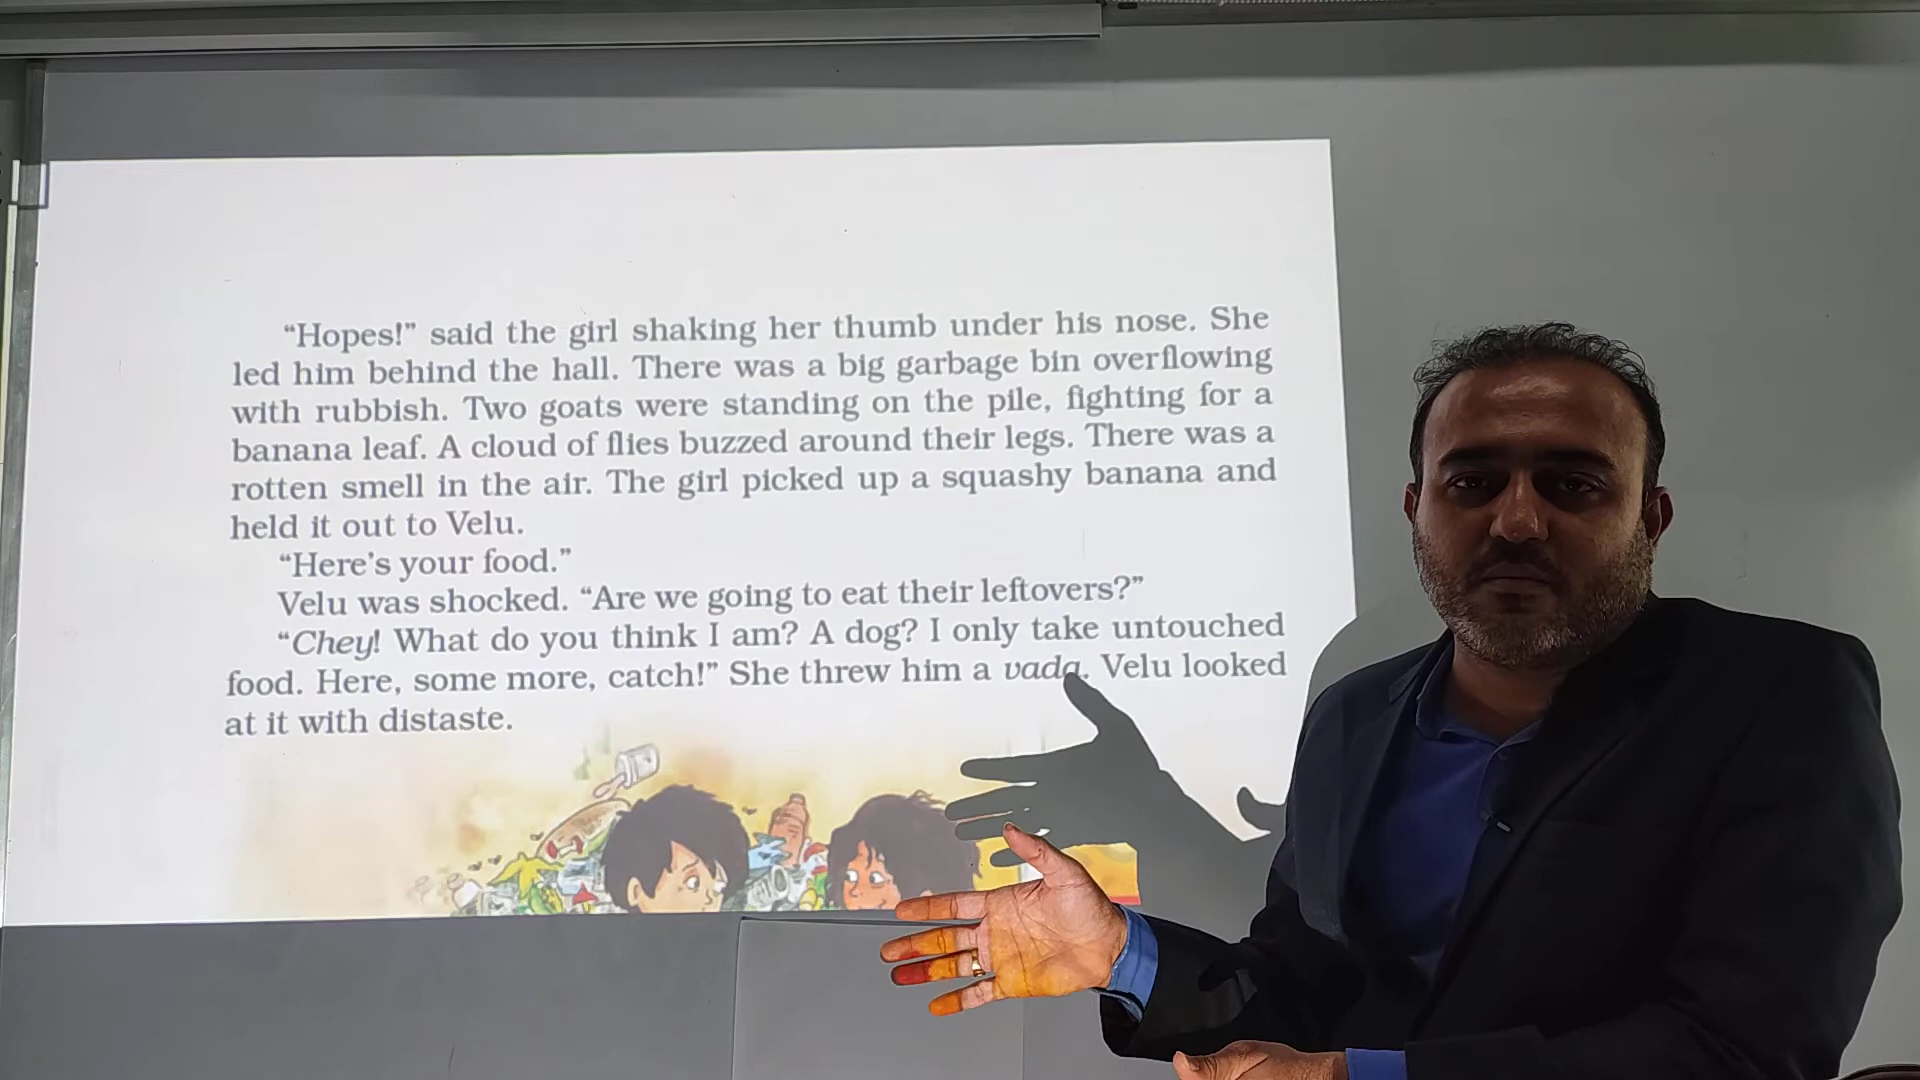 “Hopes!” said the girl shaking her thumb under his nose. She
led him behind the hall. There was a big garbage bin overflowing
with rubbish. Two goats were standing on the pile, fighting for a
banana leaf. A cloud of flies buzzed around their legs. There was a
rotten smell in the air. The girl picked up a squashy banana and
held it out to Velu.
“Here’s your food.”
Velu was shocked. “Are we going to eat their leftovers?”
“Chey! What do you think I am? A dog? I only take untouched
food. Here, some more, catch!” She threw him a vada. Velu looked
at it with distaste.